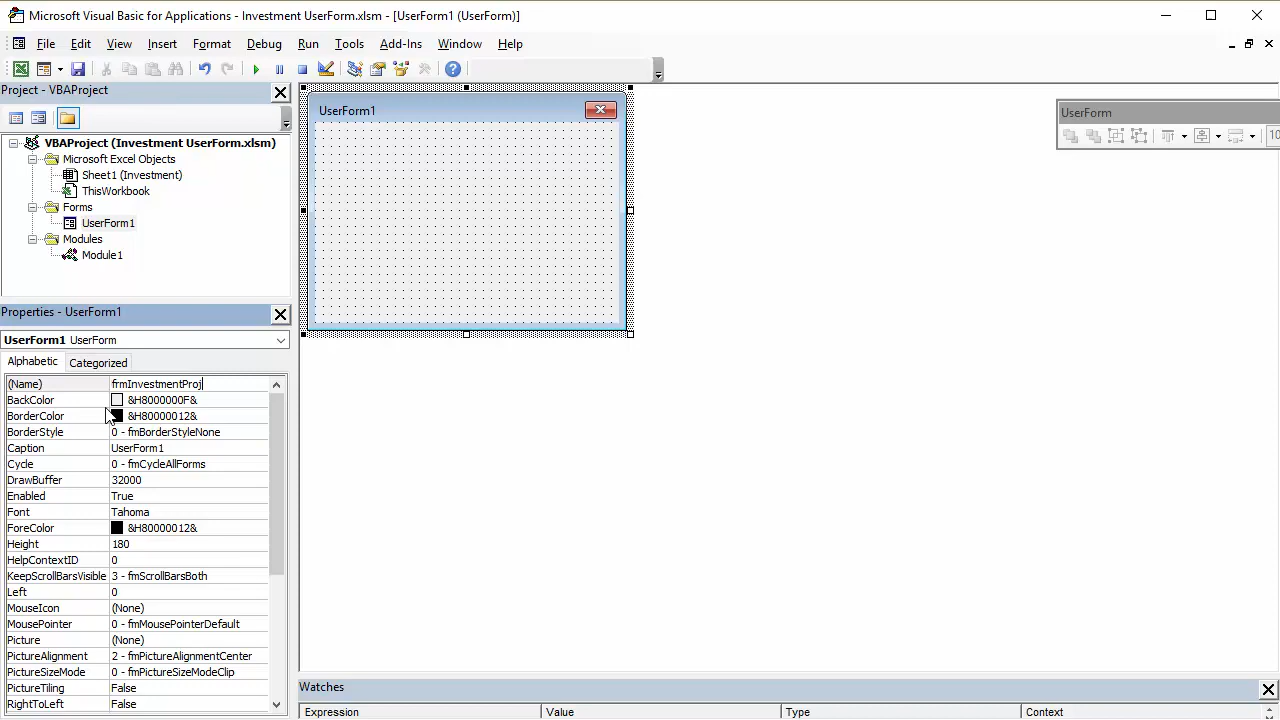 Microsoft Visual Basic for Applications - Investment UserForm.xlsm - [UserForm1 (UserForm)]
File Edit View Insert Format Debug Run Tools Add-Ins Window Help
Project - VBAProject
VBAProject (Investment UserForm.xlsm)
Microsoft Excel Objects
Sheet1 (Investment)
ThisWorkbook
Forms
UserForm1
Modules
Module1
Properties - UserForm1
UserForm1 UserForm
Alphabetic Categorized
(Name) frmInvestmentProj
BackColor &H8000000F&
BorderColor &H80000012&
BorderStyle 0 - fmBorderStyleNone
Caption UserForm1
Cycle 0 - fmCycleAllForms
DrawBuffer 32000
Enabled True
Font Tahoma
ForeColor &H80000012&
Height 180
HelpContextID 0
KeepScrollBarsVisible 3 - fmScrollBarsBoth
Left 0
MouseIcon (None)
MousePointer 0 - fmMousePointerDefault
Picture (None)
PictureAlignment 2 - fmPictureAlignmentCenter
PictureSizeMode 0 - fmPictureSizeModeClip
PictureTiling False
RightToLeft False
UserForm1
UserForm
10
Watches
Expression Value Type Context